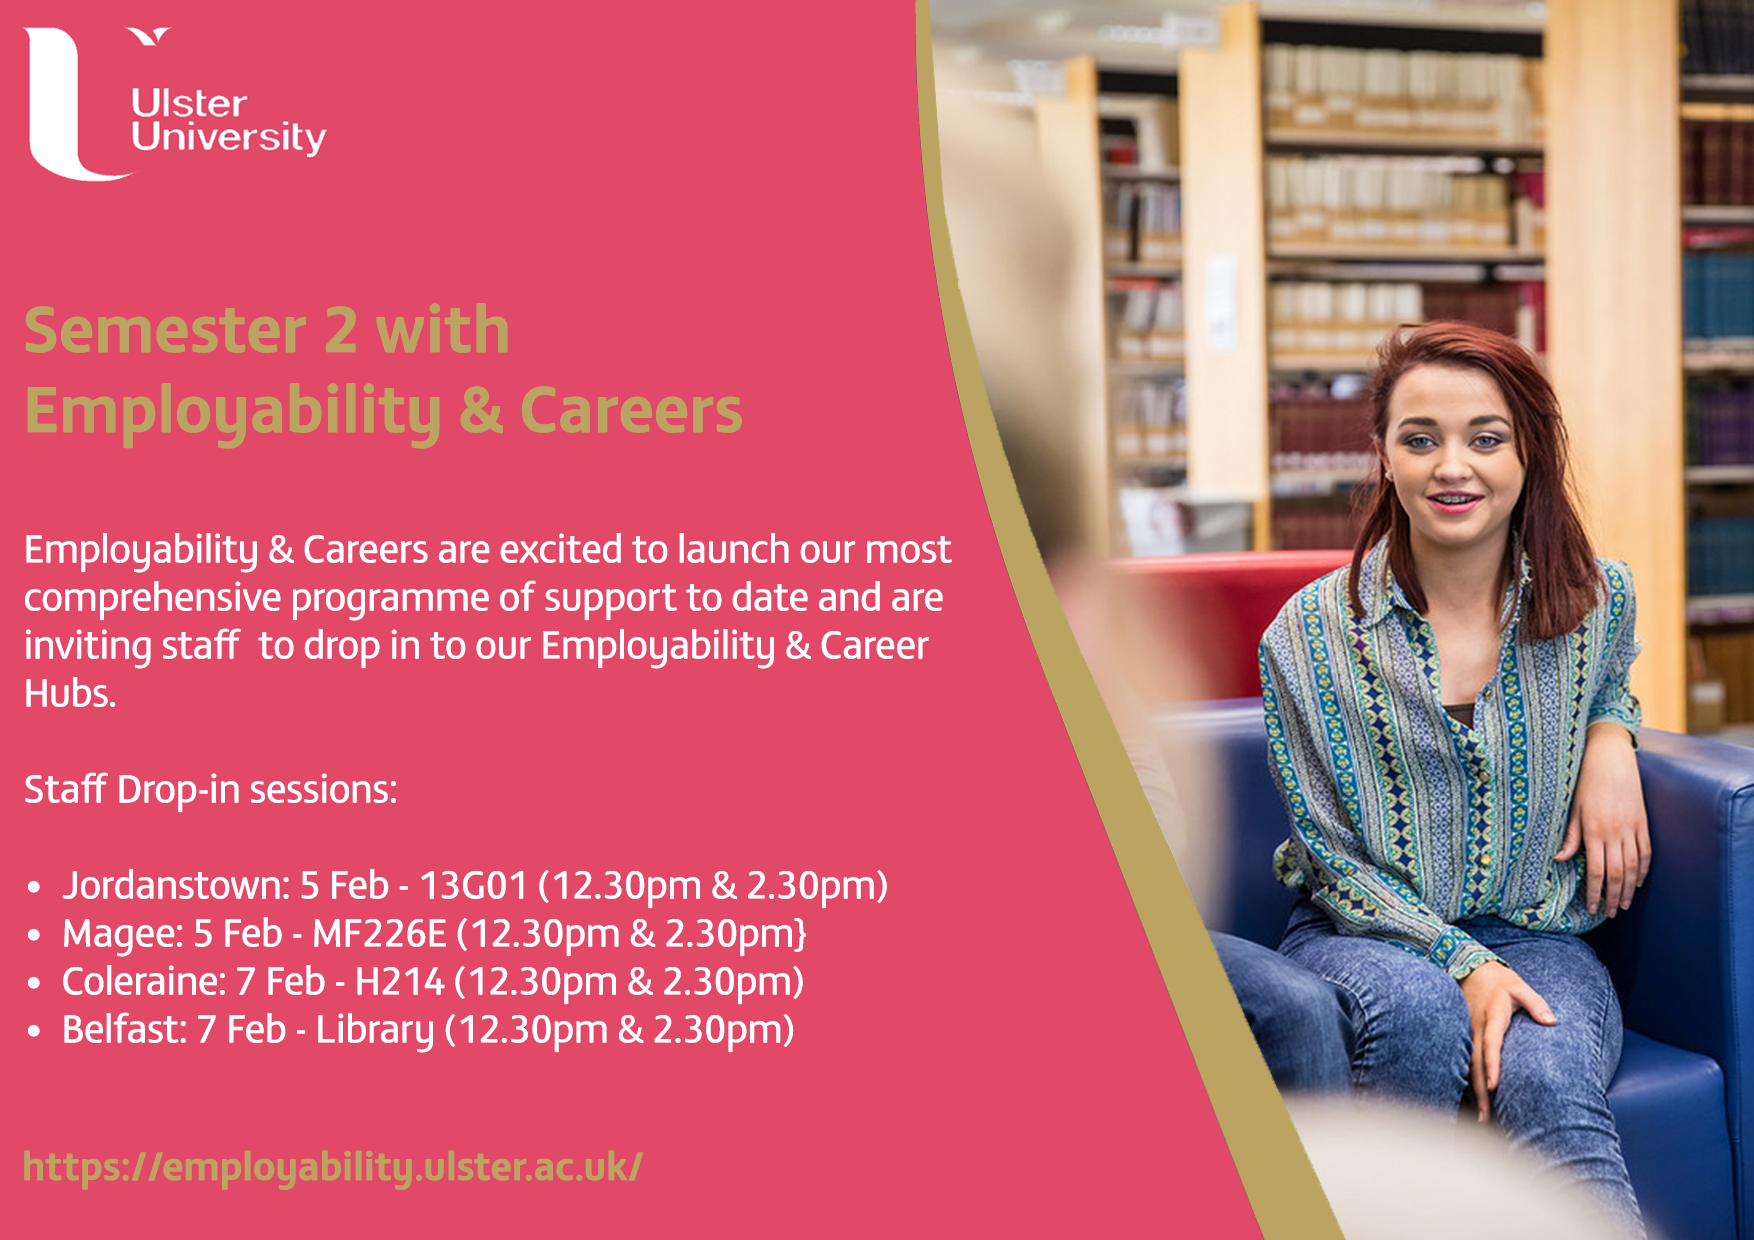 Ulster
University
Semester 2 with
Employability & Careers
Employability & Careers are excited to launch our most
comprehensive programme of support to date and are
inviting staff  to drop in to our Employability & Career
Hubs.
Staff Drop-in sessions:
• Jordanstown: 5 Feb - 13G01 (12.30pm & 2.30pm)
• Magee: 5 Feb - MF226E (12.30pm & 2.30pm}
• Coleraine: 7 Feb - H214 (12.30pm & 2.30pm)
• Belfast: 7 Feb - Library (12.30pm & 2.30pm)
https://employability.ulster.ac.uk/